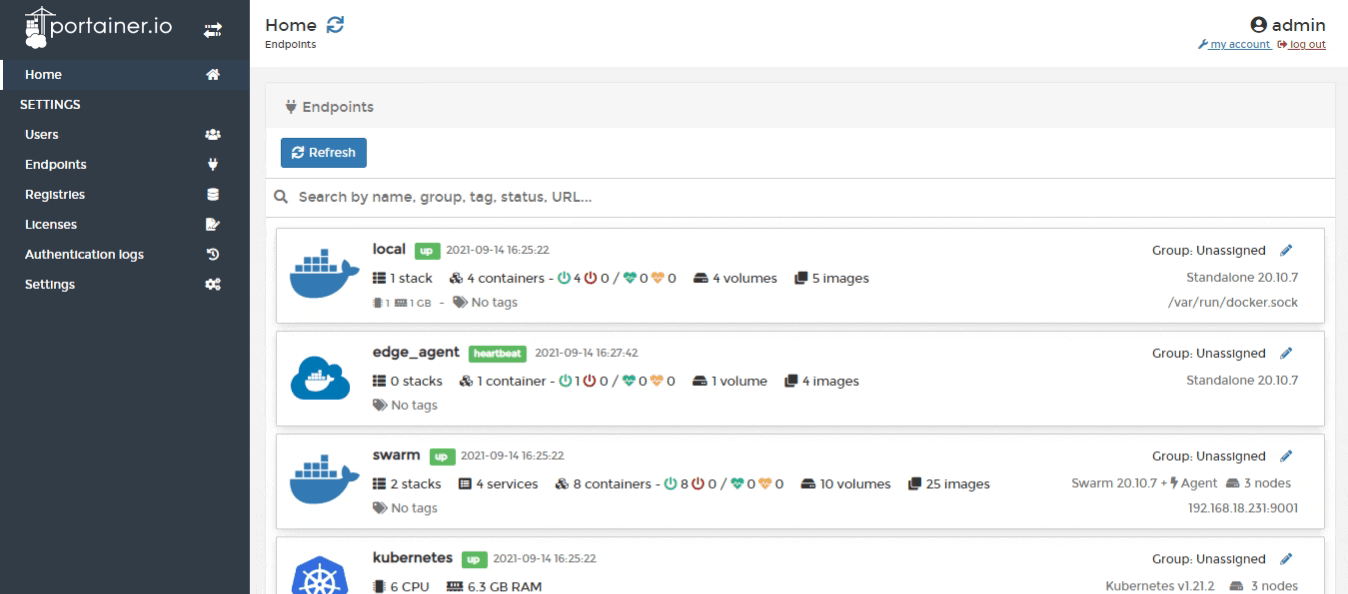 portainer.io
Home
SETTINGS
Users
Endpoints
Registries
Licenses
Authentication logs
Settings
Home
Endpoints
admin
my account log out
Endpoints
Refresh
Search by name, group, tag, status, URL...
local up 2021-09-14 16:25:22 Group: Unassigned
1 stack 4 containers - 4 0 / 0 0 4 volumes 5 images Standalone 20.10.7
1 1 GB - No tags /var/run/docker.sock
edge_agent heartbeat 2021-09-14 16:27:42 Group: Unassigned
0 stacks 1 container - 1 0 / 0 0 1 volume 4 images Standalone 20.10.7
No tags
swarm up 2021-09-14 16:25:22 Group: Unassigned
2 stacks 4 services 8 containers - 8 0 / 0 0 10 volumes 25 images Swarm 20.10.7 + Agent 3 nodes
No tags 192.168.18.231:9001
kubernetes up 2021-09-14 16:25:22 Group: Unassigned
6 CPU 6.3 GB RAM Kubernetes v1.21.2 3 nodes